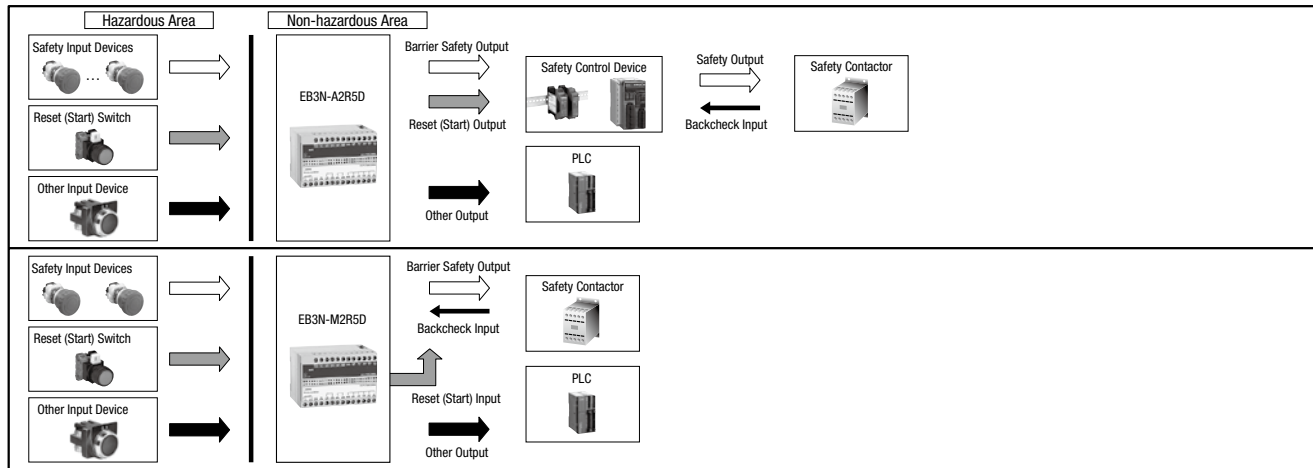 Hazardous Area
Non-hazardous Area
Safety Input Devices
...
Reset (Start) Switch
Other Input Device
EB3N-A2R5D
Barrier Safety Output
Reset (Start) Output
Other Output
Safety Control Device
PLC
Safety Output
Backcheck Input
Safety Contactor
Safety Input Devices
Reset (Start) Switch
Other Input Device
EB3N-M2R5D
Barrier Safety Output
Backcheck Input
Reset (Start) Input
Other Output
Safety Contactor
PLC